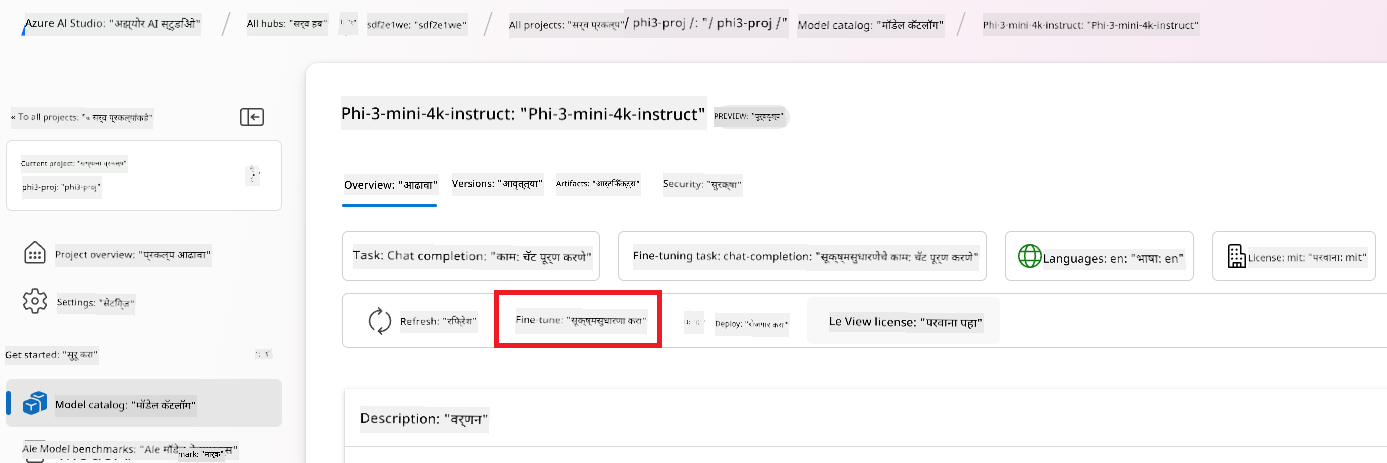 Azure AI Studio: "अझ्योर AI स्टुडिओ"
All hubs: "सर्व हब"
sdf2e1we: "sdf2e1we"
All projects: "सर्व प्रकल्प"
/ phi3-proj /: "/ phi3-proj /"
Model catalog: "मॉडेल कॅटलॉग"
Phi-3-mini-4k-instruct: "Phi-3-mini-4k-instruct"
« To all projects: "« सर्व प्रकल्पांकडे"
Current project: "सध्याचा प्रकल्प"
phi3-proj: "phi3-proj"
Project overview: "प्रकल्प आढावा"
Settings: "सेटिंग्ज"
Get started: "सुरू करा"
Model catalog: "मॉडेल कॅटलॉग"
Ale Model benchmarks: "Ale मॉडेल
mark: "मार्क"
Phi-3-mini-4k-instruct: "Phi-3-mini-4k-instruct"
PREVIEW:
Overview: "आढावा"
Versions: "आवृत्त्या"
Artifacts: "आर्टिफॅक्ट्स"
Security: "सुरक्षा"
Task: Chat completion: "काम: चॅट पूर्ण करणे"
Fine-tuning task: chat-completion: "सूक्ष्मसुधारणेचे काम: चॅट पूर्ण करणे"
Languages: en: "भाषा: en"
License: mit: "परवाना: mit"
Refresh: "रिफ्रेश"
Fine-tune: "सूक्ष्मसुधारणा करा"
Deploy: "रोजगार करा"
Le View license: "परवाना पहा"
Description: "वर्णन"